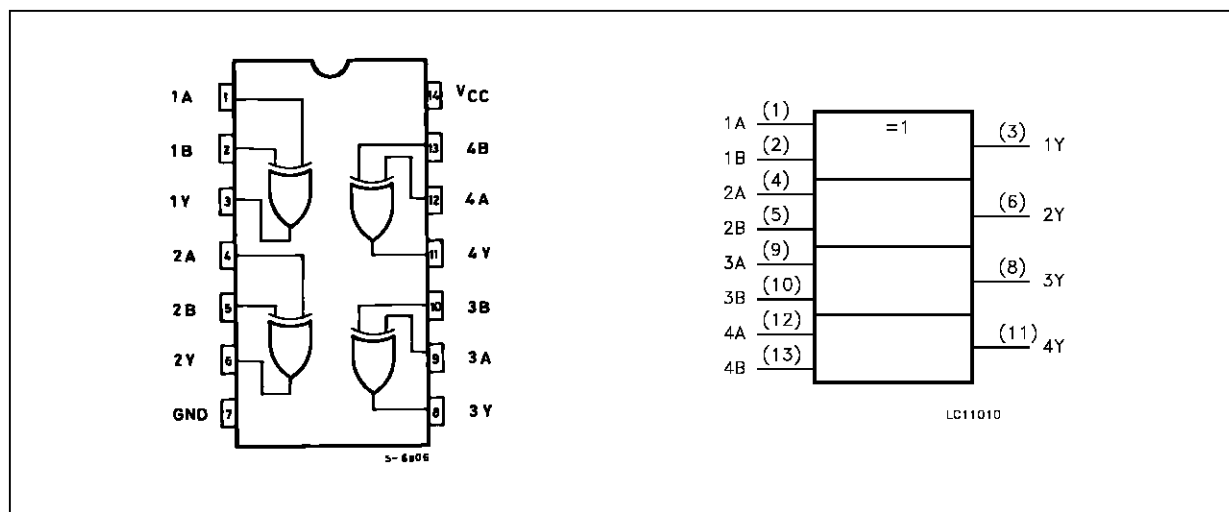 1A 1 14 VCC
1B 2 13 4B
1Y 3 12 4A
2A 4 11 4Y
2B 5 10 3B
2Y 6 9 3A
GND 7 8 3Y
=1
1A (1)
1B (2)
2A (4)
2B (5)
3A (9)
3B (10)
4A (12)
4B (13)
(3) 1Y
(6) 2Y
(8) 3Y
(11) 4Y
LC11010